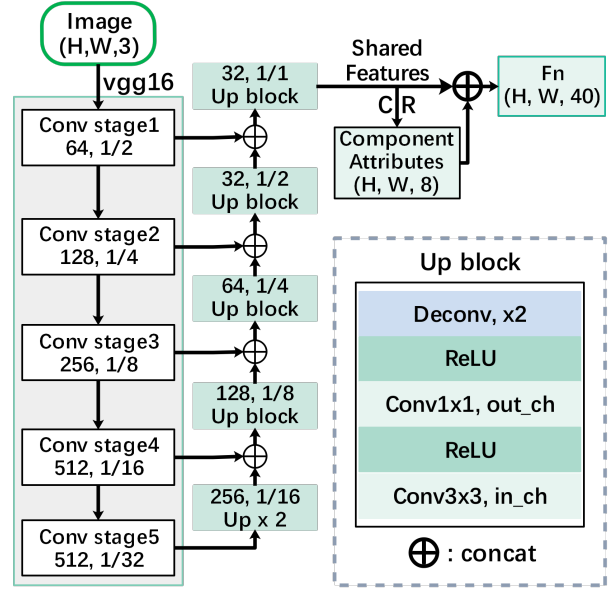 Image
(H,W,3)
vgg16
Conv stage1
64, 1/2
Conv stage2
128, 1/4
Conv stage3
256, 1/8
Conv stage4
512, 1/16
Conv stage5
512, 1/32
32, 1/1
Up block
32, 1/2
Up block
64, 1/4
Up block
128, 1/8
Up block
256, 1/16
Up x 2
Shared
Features
C R
Component
Attributes
(H, W, 8)
Fn
(H, W, 40)
Up block
Deconv, x2
ReLU
Conv1x1, out_ch
ReLU
Conv3x3, in_ch
: concat